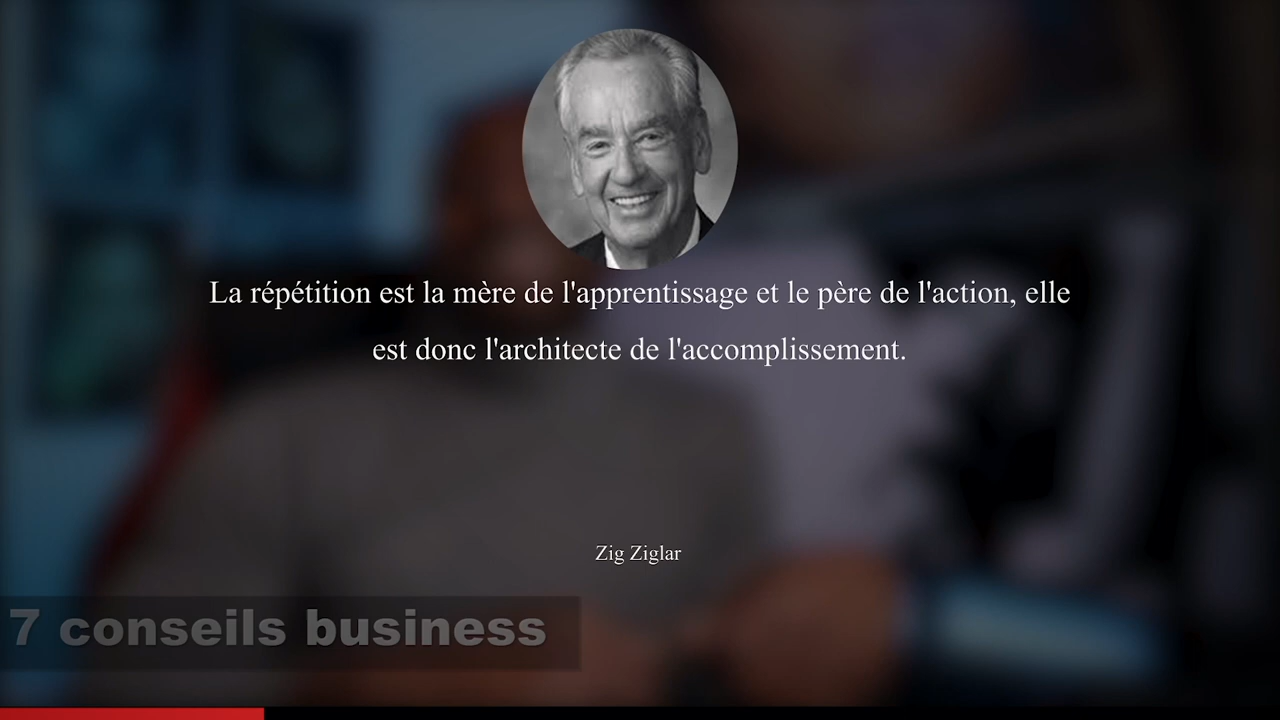 La répétition est la mère de l'apprentissage et le père de l'action, elle
est donc l'architecte de l'accomplissement.
Zig Ziglar
7 conseils business